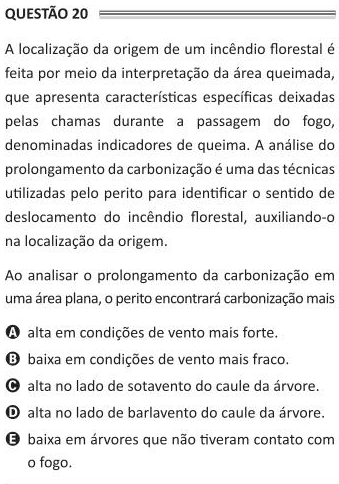 QUESTÃO 20
A localização da origem de um incêndio florestal é
feita por meio da interpretação da área queimada,
que apresenta características específicas deixadas
pelas chamas durante a passagem do fogo,
denominadas indicadores de queima. A análise do
prolongamento da carbonização é uma das técnicas
utilizadas pelo perito para identificar o sentido de
deslocamento do incêndio florestal, auxiliando-o
na localização da origem.
Ao analisar o prolongamento da carbonização em
uma área plana, o perito encontrará carbonização mais
A alta em condições de vento mais forte.
B baixa em condições de vento mais fraco.
C alta no lado de sotavento do caule da árvore.
D alta no lado de barlavento do caule da árvore.
E baixa em árvores que não tiveram contato com
o fogo.